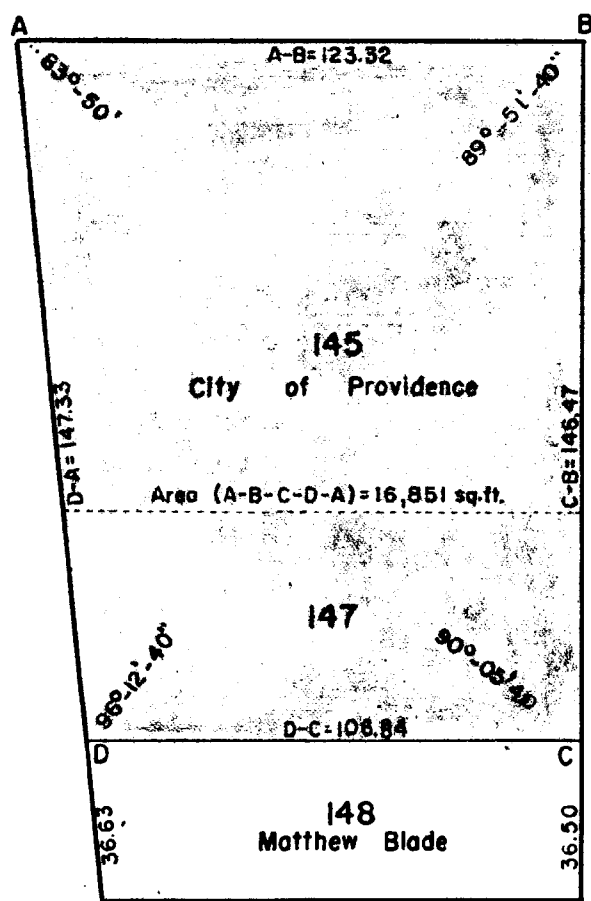 A
B
A-B=123.32
83°-50'
89°-51'-40"
145
City of Providence
D-A=147.33
C-B=146.47
Area (A-B-C-D-A)=16,851 sq.ft.
147
96°-12'-40"
90°-05'40
D-C=106.84
D
C
148
Matthew Blade
36.63
36.50